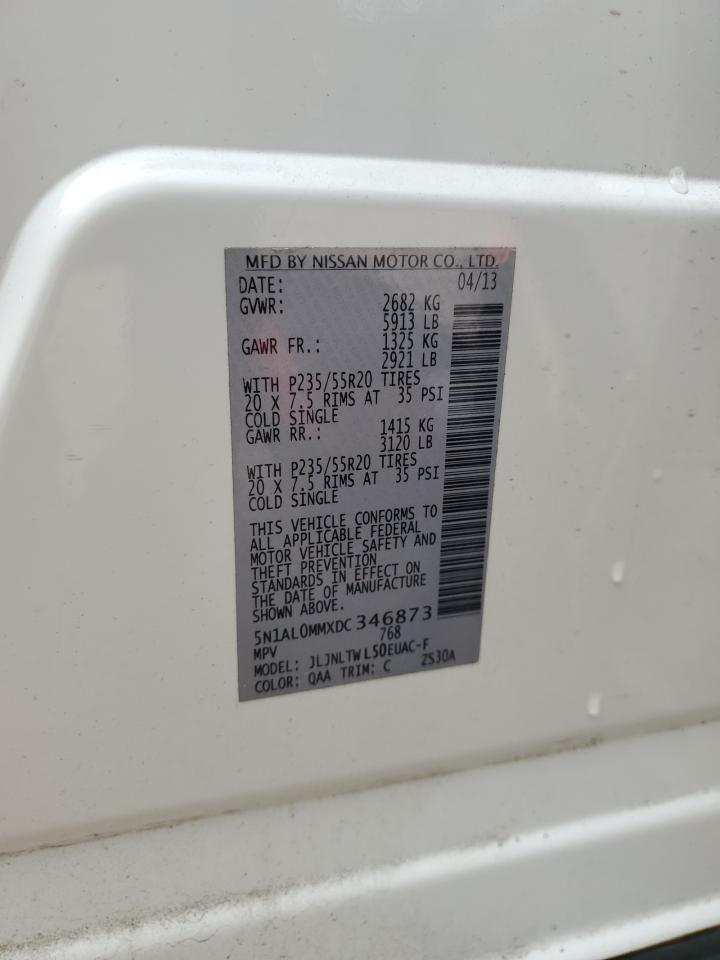 MFD BY NISSAN MOTOR CO., LTD.
DATE: 04/13
GVWR: 2682 KG
5913 LB
GAWR FR.: 1325 KG
2921 LB
WITH P235/55R20 TIRES
20 X 7.5 RIMS AT 35 PSI
COLD SINGLE
GAWR RR.: 1415 KG
3120 LB
WITH P235/55R20 TIRES
20 X 7.5 RIMS AT 35 PSI
COLD SINGLE
THIS VEHICLE CONFORMS TO
ALL APPLICABLE FEDERAL
MOTOR VEHICLE SAFETY AND
THEFT PREVENTION
STANDARDS IN EFFECT ON
THE DATE OF MANUFACTURE
SHOWN ABOVE.
5N1AL0MMXDC346873
MPV 768
MODEL: JLJNLTWL50EUAC-F
COLOR: QAA TRIM: C 2S30A